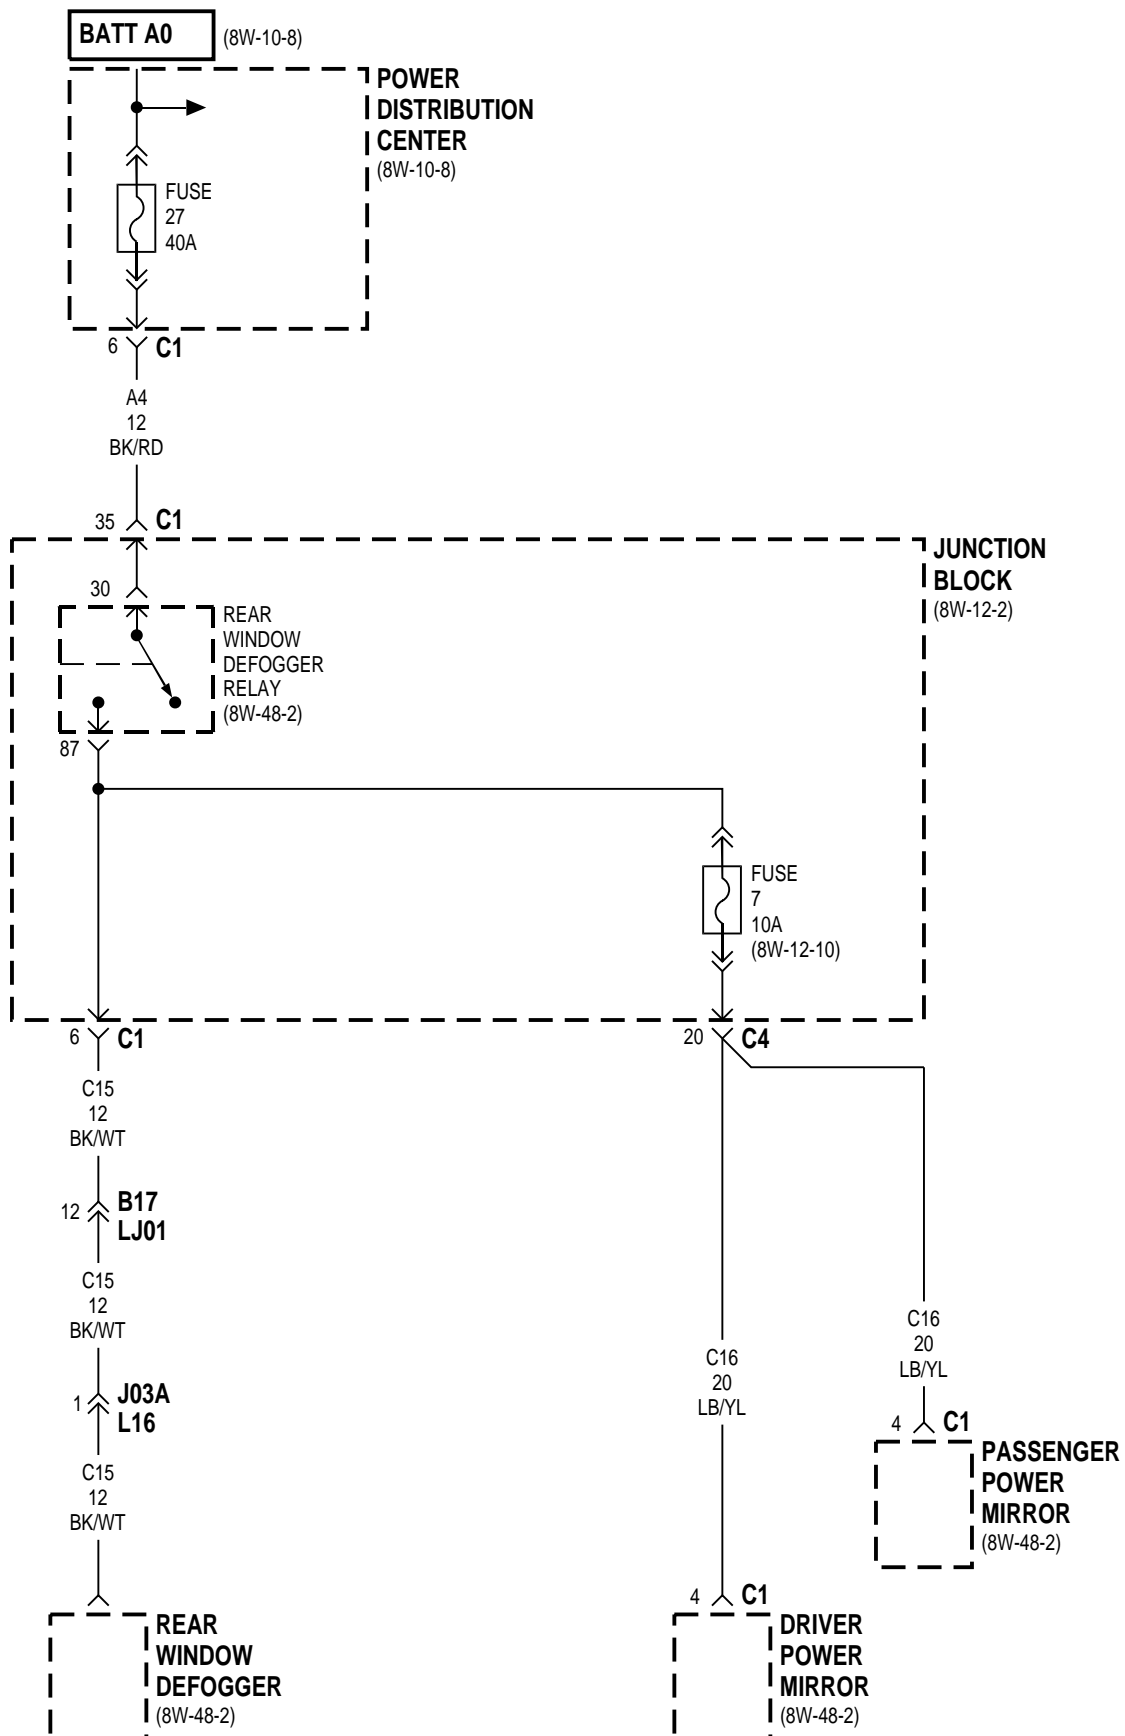 BATT A0
(8W-10-8)
POWER
DISTRIBUTION
CENTER
(8W-10-8)
FUSE
27
40A
6
C1
A4
12
BK/RD
35
C1
JUNCTION
BLOCK
(8W-12-2)
30
REAR
WINDOW
DEFOGGER
RELAY
(8W-48-2)
87
FUSE
7
10A
(8W-12-10)
6
C1
20
C4
C15
12
BK/WT
12
B17
LJ01
C15
12
BK/WT
1
J03A
L16
C15
12
BK/WT
C16
20
LB/YL
C16
20
LB/YL
4
C1
PASSENGER
POWER
MIRROR
(8W-48-2)
4
C1
REAR
WINDOW
DEFOGGER
(8W-48-2)
DRIVER
POWER
MIRROR
(8W-48-2)